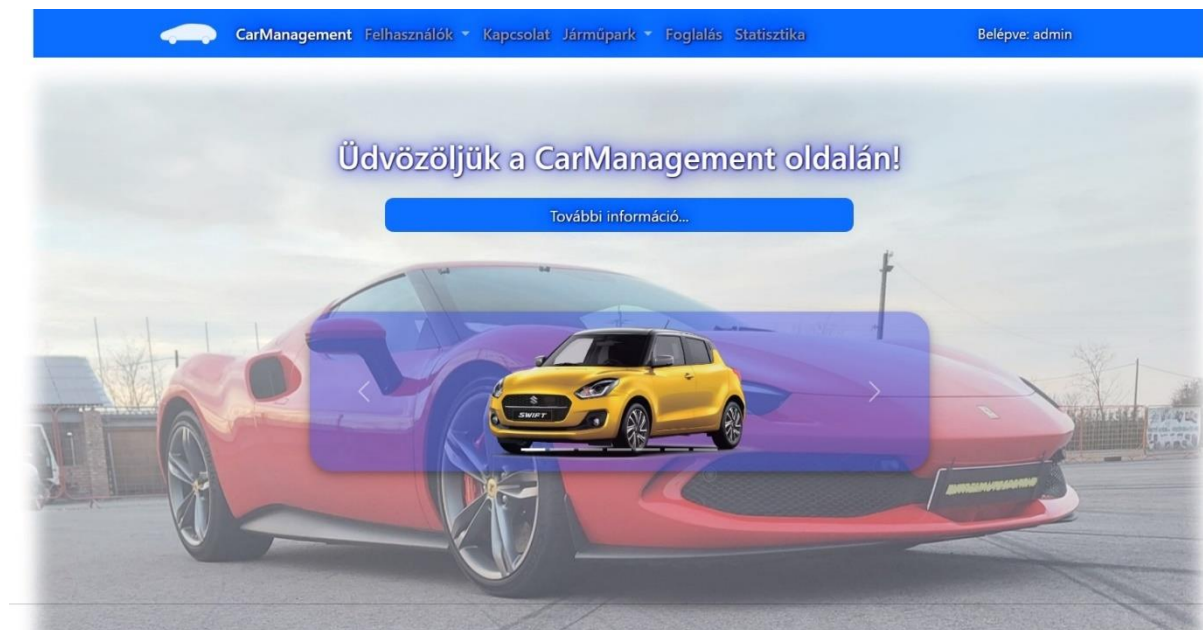 CarManagement Felhasználók Kapcsolat Járműpark Foglalás Statisztika Belépve: admin
Üdvözöljük a CarManagement oldalán!
További információ...
SWIFT